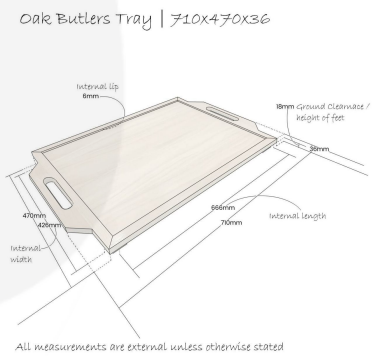 Oak Butlers Tray | 710x470x36
Internal lip
6mm
18mm Ground Clearnace /
height of feet
36mm
470mm
426mm
Internal
width
666mm
710mm
Internal length
All measurements are external unless otherwise stated